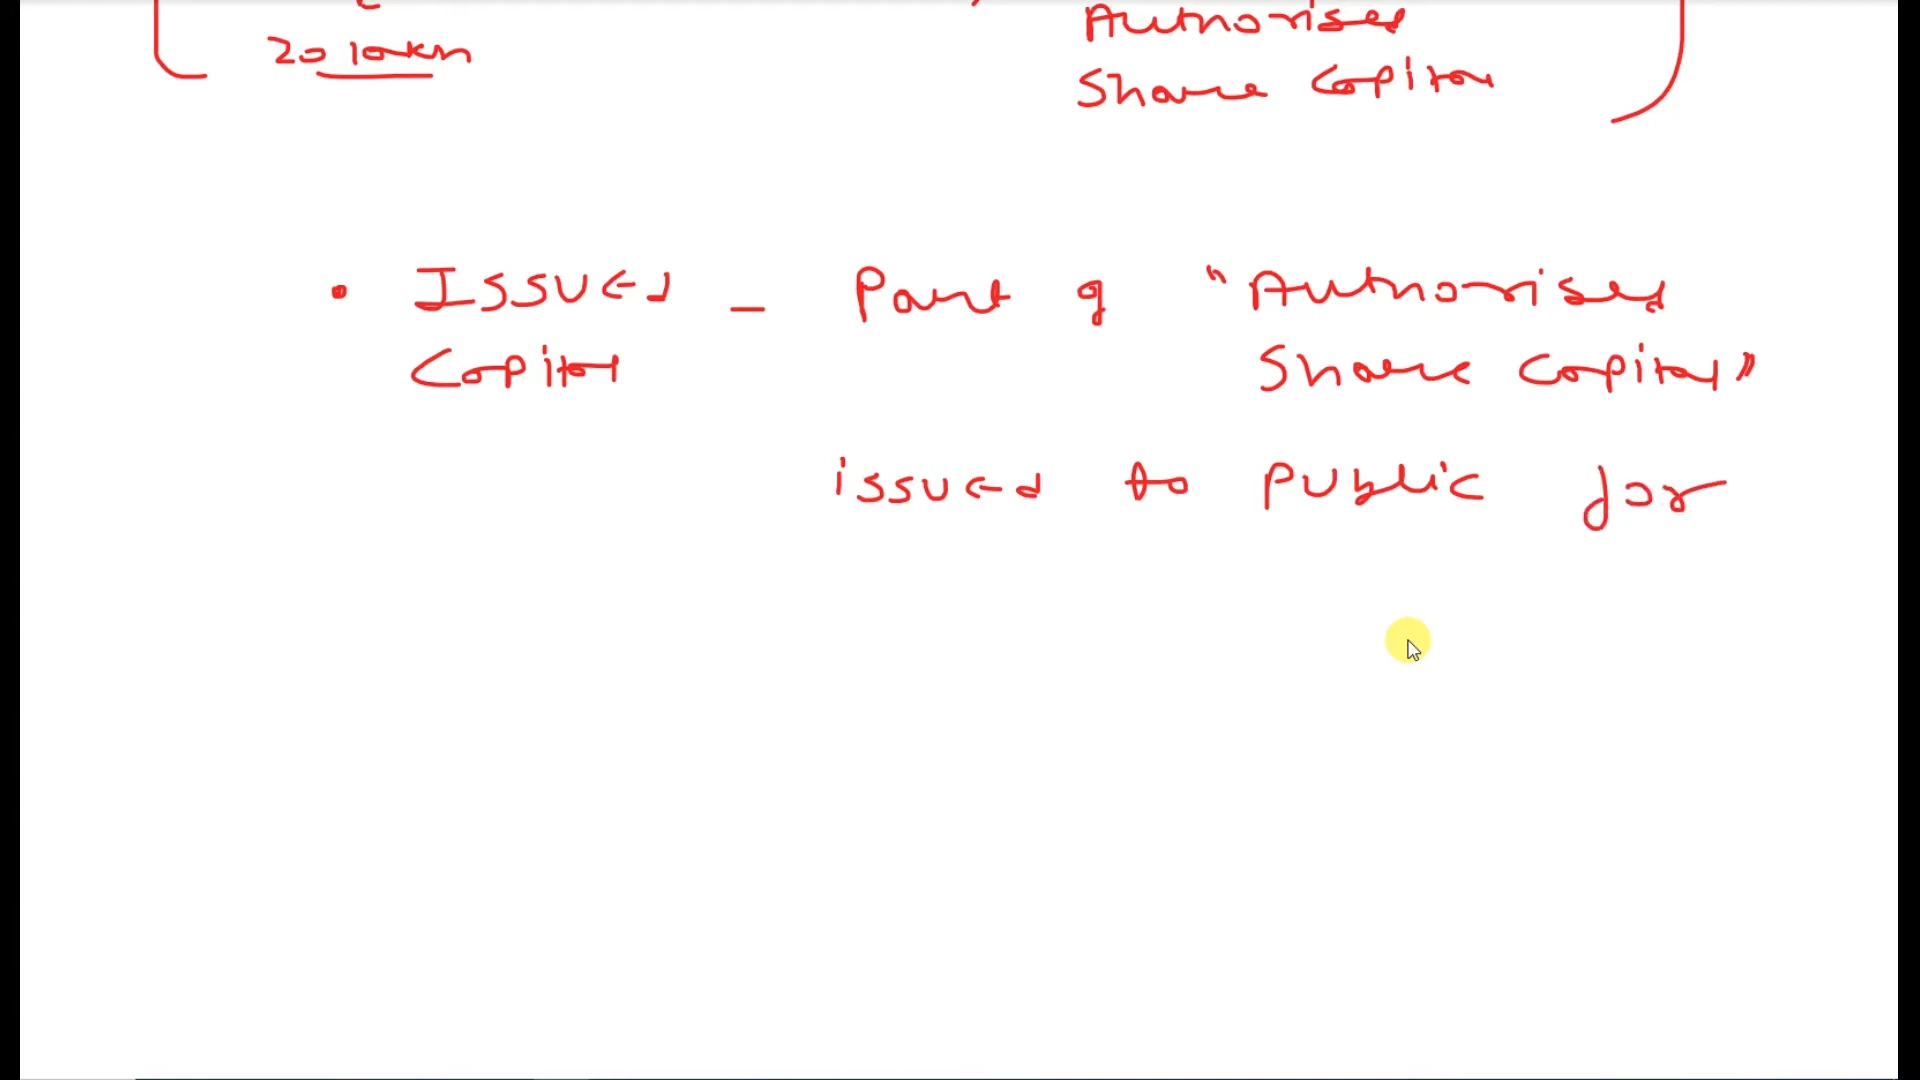 Authorised
20 lakh
Share Capital
• Issued - Part of "Authorised
Capital Share Capital"
issued to public for